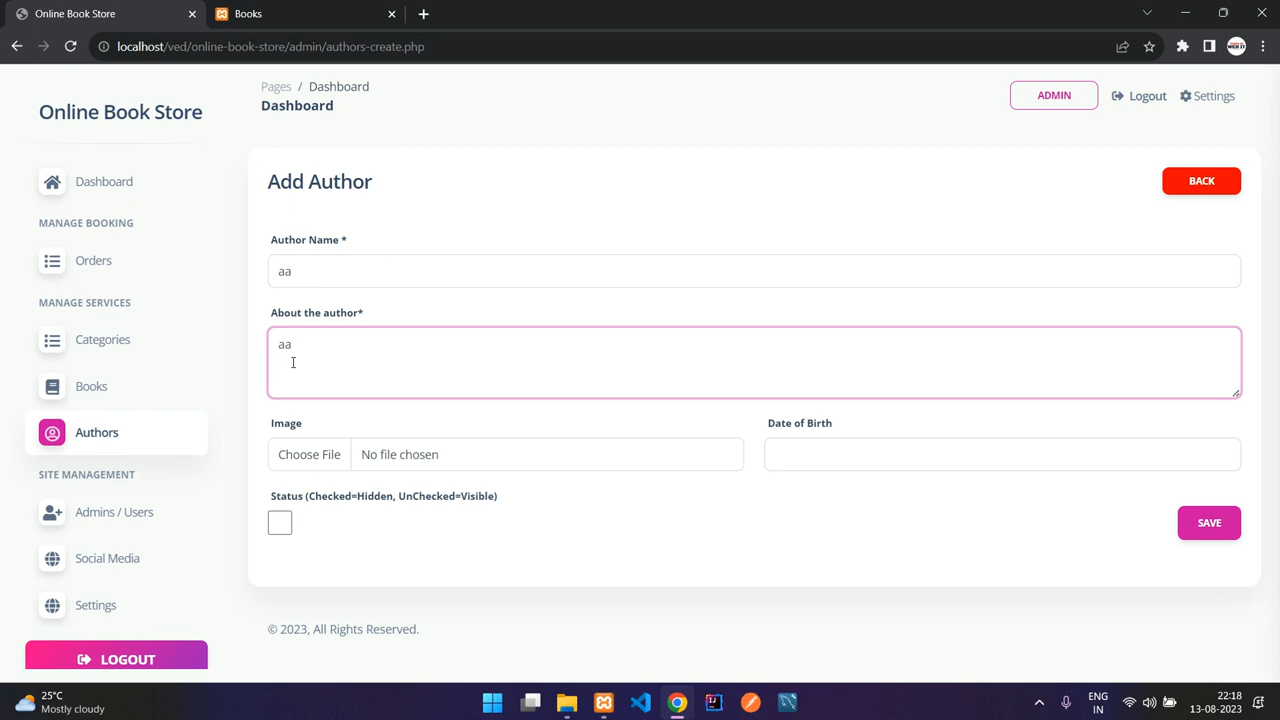 Online Book Store
Books
localhost/ved/online-book-store/admin/authors-create.php
Online Book Store
Pages / Dashboard
Dashboard
ADMIN
Logout
Settings
Dashboard
MANAGE BOOKING
Orders
MANAGE SERVICES
Categories
Books
Authors
SITE MANAGEMENT
Admins / Users
Social Media
Settings
LOGOUT
Add Author
BACK
Author Name *
aa
About the author*
aa
Image
Date of Birth
Choose File No file chosen
Status (Checked=Hidden, UnChecked=Visible)
SAVE
© 2023, All Rights Reserved.
25°C
Mostly cloudy
ENG
IN
22:18
13-08-2023